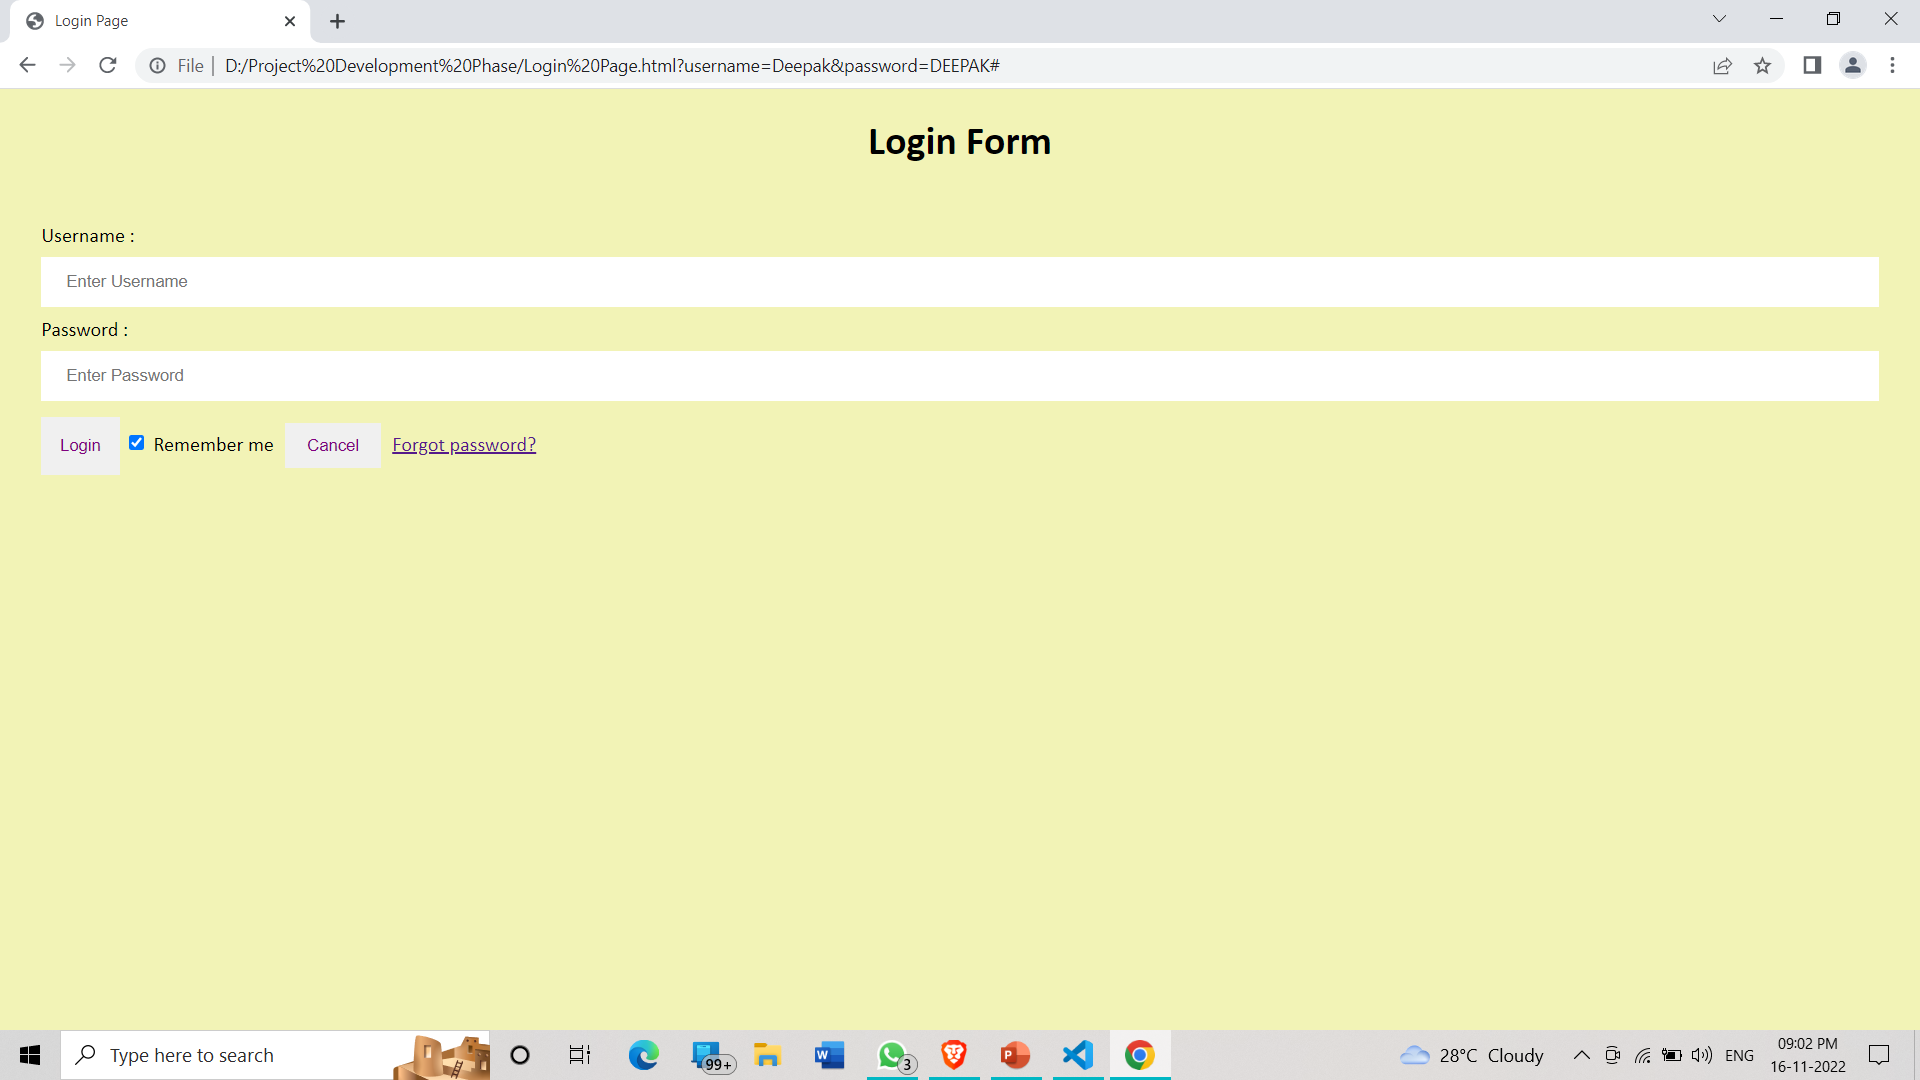 Login Page
File | D:/Project%20Development%20Phase/Login%20Page.html?username=Deepak&password=DEEPAK#
Login Form
Username :
Enter Username
Password :
Enter Password
Login Remember me Cancel Forgot password?
Type here to search
99+
3
28°C Cloudy
ENG
09:02 PM
16-11-2022